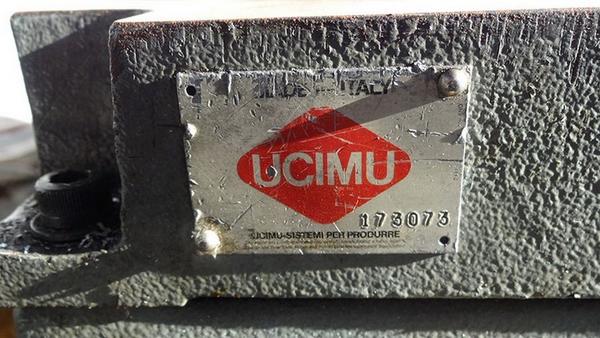 MADE IN ITALY
UCIMU
173073
UCIMU-SISTEMI PER PRODURRE